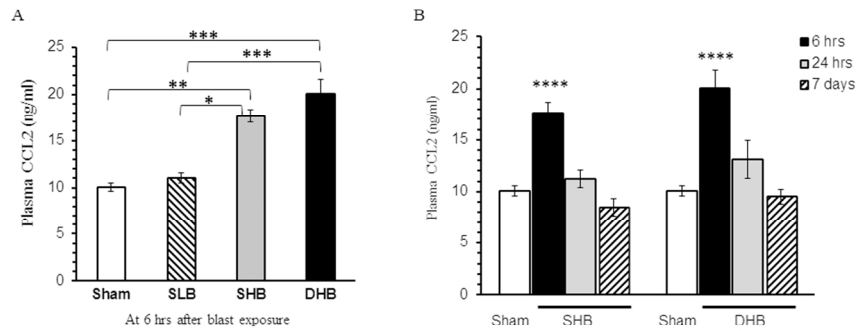 A
***
***
**
*
Plasma CCL2 (ng/ml)
25
20
15
10
5
0
Sham SLB SHB DHB
At 6 hrs after blast exposure
B
6 hrs
24 hrs
7 days
**** ****
Plasma CCL2 (ngml)
25
20
15
10
5
0
Sham SHB Sham DHB